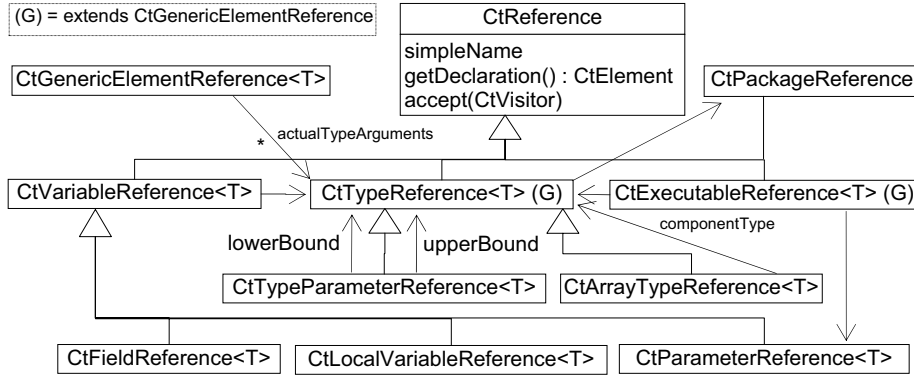 (G) = extends CtGenericElementReference
CtReference
simpleName
getDeclaration() : CtElement
accept(CtVisitor)
CtGenericElementReference<T>
CtPackageReference
actualTypeArguments
*
CtVariableReference<T>
CtTypeReference<T> (G)
CtExecutableReference<T> (G)
componentType
lowerBound
upperBound
CtTypeParameterReference<T>
CtArrayTypeReference<T>
CtFieldReference<T>
CtLocalVariableReference<T>
CtParameterReference<T>